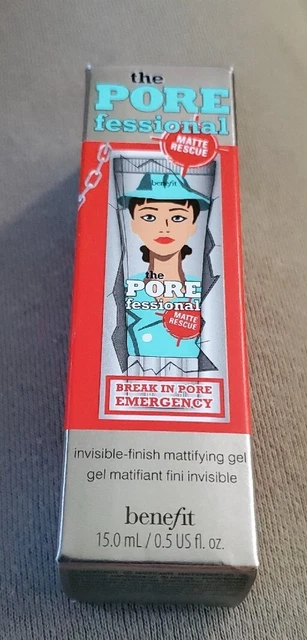 the
PORE
fessional
MATTE
RESCUE
benefit
the
PORE
fessional
MATTE
RESCUE
BREAK IN PORE
EMERGENCY
invisible-finish mattifying gel
gel matifiant fini invisible
benefit
15.0 mL / 0.5 US fl. oz.